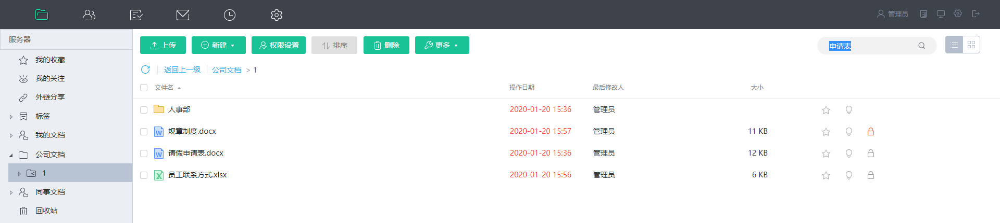 管理员
服务器
我的收藏
我的关注
外链分享
标签
我的文档
公司文档
1
同事文档
回收站
上传 新建 权限设置 排序 删除 更多
申请表
返回上一级 公司文档 > 1
文件名 操作日期 最后修改人 大小
人事部 2020-01-20 15:36 管理员
规章制度.docx 2020-01-20 15:57 管理员 11 KB
请假申请表.docx 2020-01-20 15:36 管理员 12 KB
员工联系方式.xlsx 2020-01-20 15:56 管理员 6 KB